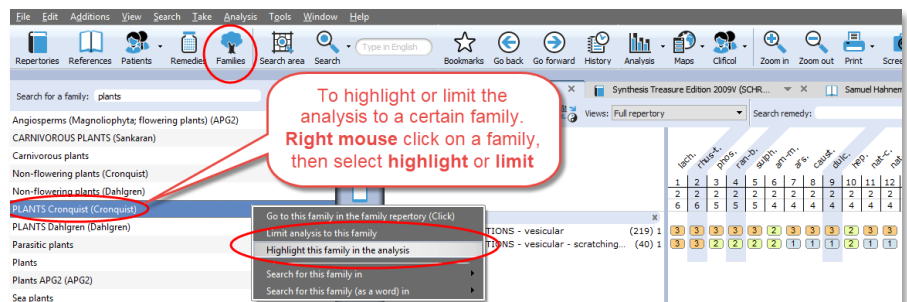 File Edit Additions View Search Take Analysis Tools Window Help
Type in English
Repertories References Patients Remedies Families Search area Search Bookmarks Go back Go forward History Analysis Maps Clificol Zoom in Zoom out Print
Search for a family: plants
Synthesis Treasure Edition 2009V (SCHR...
Views: Full repertory Search remedy:
To highlight or limit the
analysis to a certain family.
Right mouse click on a family,
then select highlight or limit
Angiosperms (Magnoliophyta; flowering plants) (APG2)
CARNIVOROUS PLANTS (Sankaran)
Carnivorous plants
Non-flowering plants (Cronquist)
Non-flowering plants (Dahlgren)
PLANTS Cronquist (Cronquist)
PLANTS Dahlgren (Dahlgren)
Parasitic plants
Plants
Plants APG2 (APG2)
Sea plants
Go to this family in the family repertory (Click)
Limit analysis to this family
Highlight this family in the analysis
Search for this family in
Search for this family (as a word) in
lach. rhus-t. phos. ran-b. sulph. am-m. ars. caust. dulc. hep. nat-c.
1 2 3 4 5 6 7 8 9 10 11 12
2 2 2 2 2 2 2 2 2 2 2 2
6 6 5 5 5 4 4 4 4 4 4 4
TIONS - vesicular (219) 1 3 3 3 3 3 2 3 3 3 2 3 3
TIONS - vesicular - scratching... (40) 1 3 3 2 2 2 2 1 1 1 2 1 1